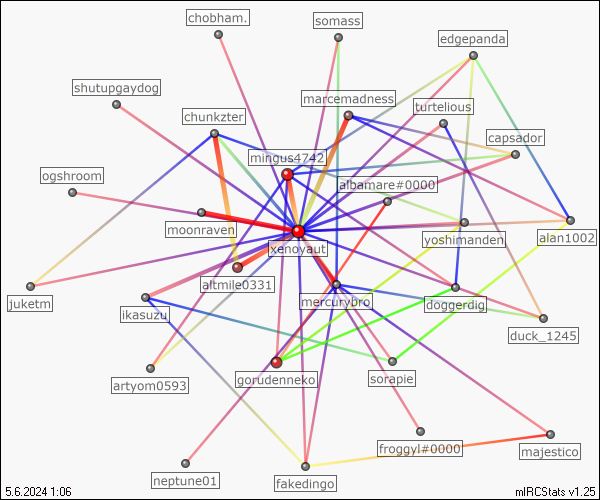 chobham.
somass
edgepanda
shutupgaydog
marcemadness
turtelious
chunkzter
capsador
mingus4742
albamare#0000
ogshroom
moonraven
yoshimanden
alan1002
xenoyaut
altmile0331
juketm
ikasuzu
mercurybro
doggerdig
duck_1245
artyom0593
gorudenneko
sorapie
froggyl#0000
majestico
neptune01
fakedingo
5.6.2024 1:06
mIRCStats v1.25